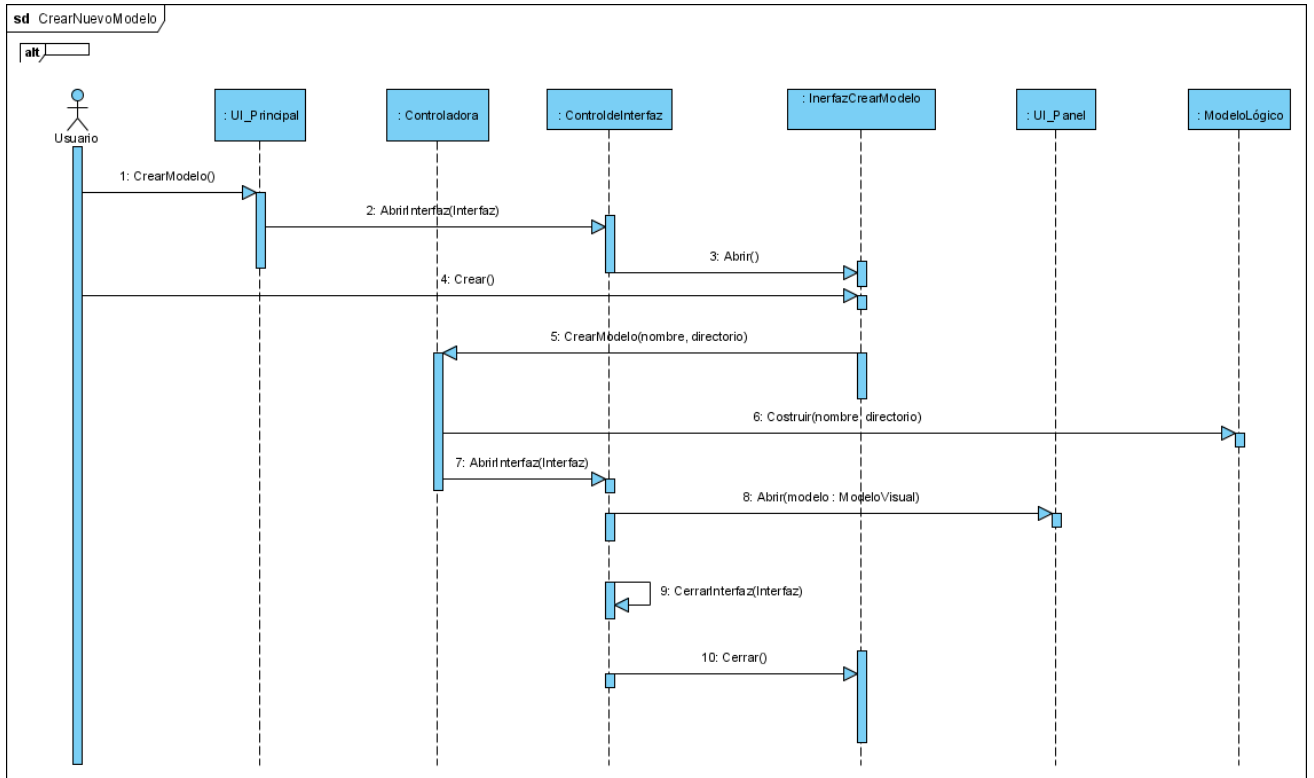 sd CrearNuevoModelo
alt
Usuario
: UI_Principal
: Controladora
: ControldeInterfaz
: InerfazCrearModelo
: UI_Panel
: ModeloLógico
1: CrearModelo()
2: AbrirInterfaz(Interfaz)
3: Abrir()
4: Crear()
5: CrearModelo(nombre, directorio)
6: Costruir(nombre, directorio)
7: AbrirInterfaz(Interfaz)
8: Abrir(modelo : ModeloVisual)
9: CerrarInterfaz(Interfaz)
10: Cerrar()